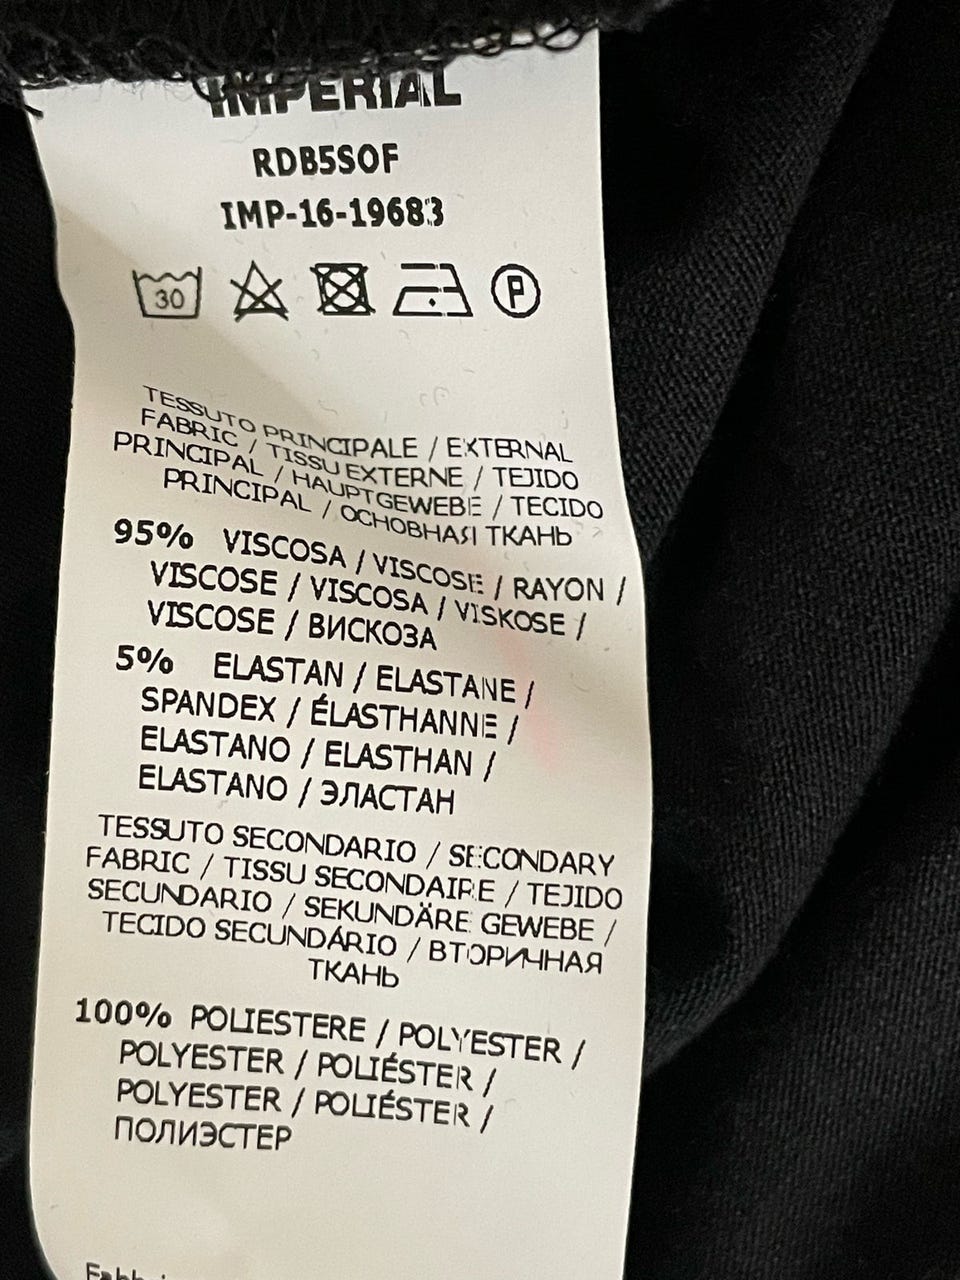 IMPERIAL
RDB5SOF
IMP-16-19683
30
P
TESSUTO PRINCIPALE / EXTERNAL
FABRIC / TISSU EXTERNE / TEJIDO
PRINCIPAL / HAUPTGEWEBE / TECIDO
PRINCIPAL / ОСНОВНАЯ ТКАНЬ
95% VISCOSA / VISCOSE / RAYON /
VISCOSE / VISCOSA / VISKOSE /
VISCOSE / ВИСКОЗА
5% ELASTAN / ELASTANE /
SPANDEX / ÉLASTHANNE /
ELASTANO / ELASTHAN /
ELASTANO / ЭЛАСТАН
TESSUTO SECONDARIO / SECONDARY
FABRIC / TISSU SECONDAIRE / TEJIDO
SECUNDARIO / SEKUNDÄRE GEWEBE /
TECIDO SECUNDÁRIO / ВТОРИЧНАЯ
ТКАНЬ
100% POLIESTERE / POLYESTER /
POLYESTER / POLIÉSTER /
POLYESTER / POLIÉSTER /
ПОЛИЭСТЕР